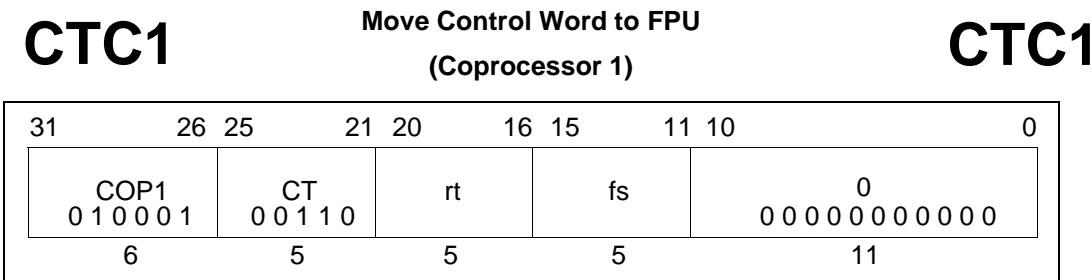 CTC1 Move Control Word to FPU CTC1
(Coprocessor 1)
31 26 25 21 20 16 15 11 10 0
COP1 CT rt fs 0
0 1 0 0 0 1 0 0 1 1 0 0 0 0 0 0 0 0 0 0 0 0
6 5 5 5 11